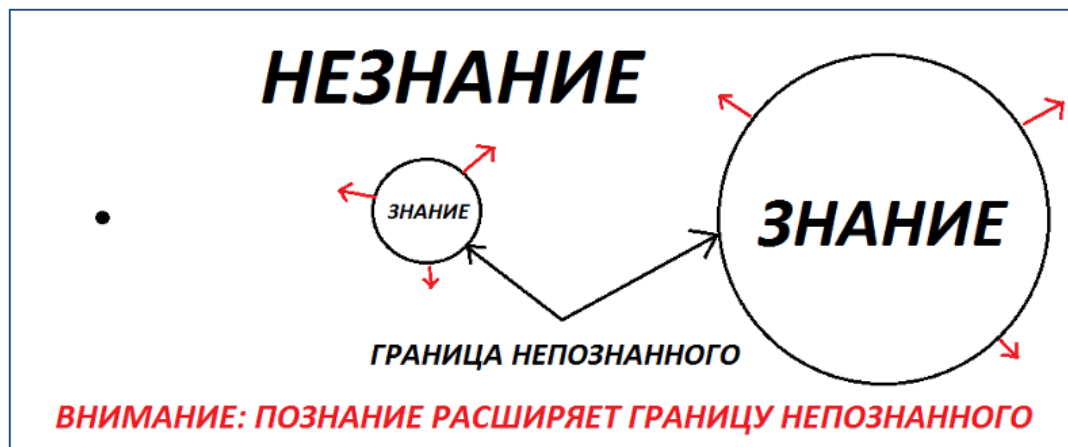 НЕЗНАНИЕ
ЗНАНИЕ
ЗНАНИЕ
ГРАНИЦА НЕПОЗНАННОГО
ВНИМАНИЕ: ПОЗНАНИЕ РАСШИРЯЕТ ГРАНИЦУ НЕПОЗНАННОГО